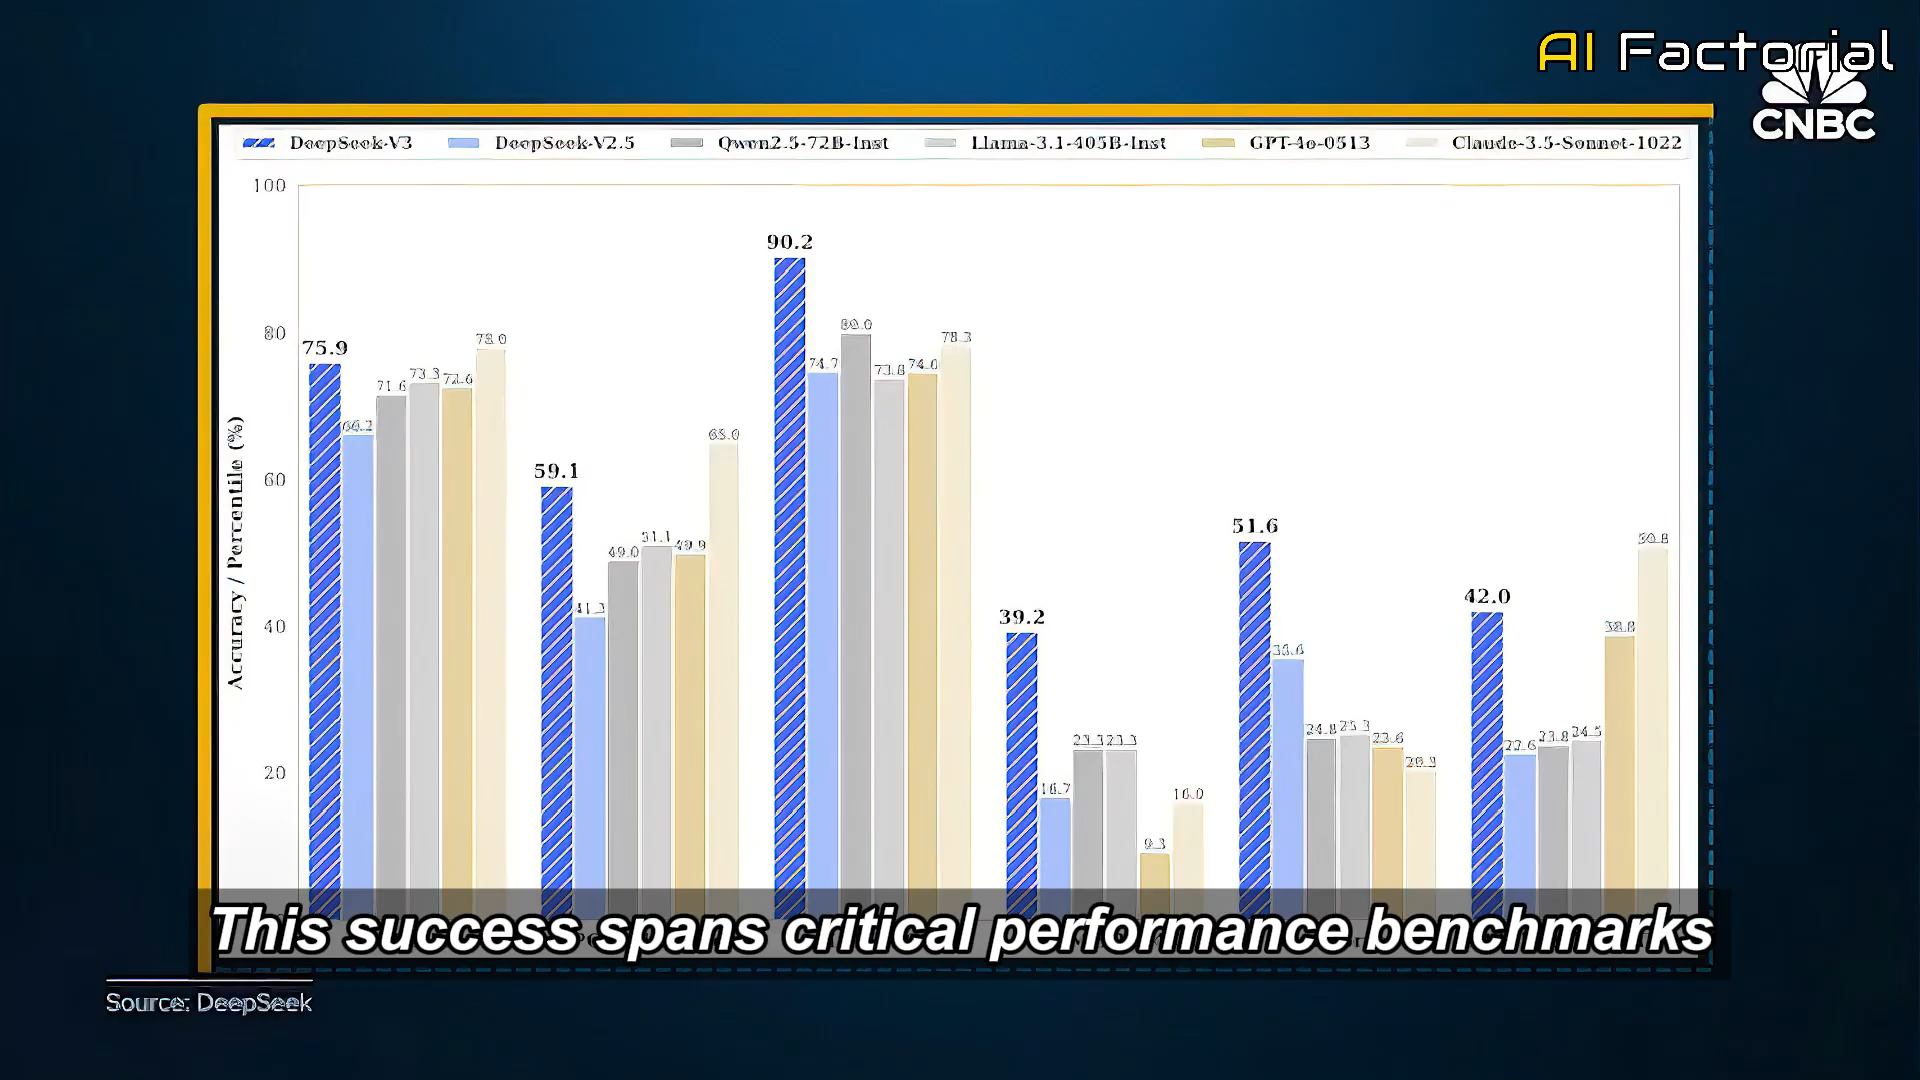 AI Factorial
CNBC
DeepSeek-V3 DeepSeek-V2.5 Qwen2.5-72B-Inst Llama-3.1-405B-Inst GPT-4o-0513 Claude-3.5-Sonnet-1022
Accuracy / Percentile (%)
100
80
60
40
20
75.9 66.2 71.6 73.3 72.6 78.0
59.1 41.3 49.0 51.1 49.9 65.0
90.2 74.7 80.0 73.8 74.6 78.3
39.2 16.7 23.3 23.3 9.3 16.0
51.6 35.6 24.8 25.3 23.6 20.3
42.0 22.6 23.8 24.5 38.8 50.8
This success spans critical performance benchmarks
Source: DeepSeek